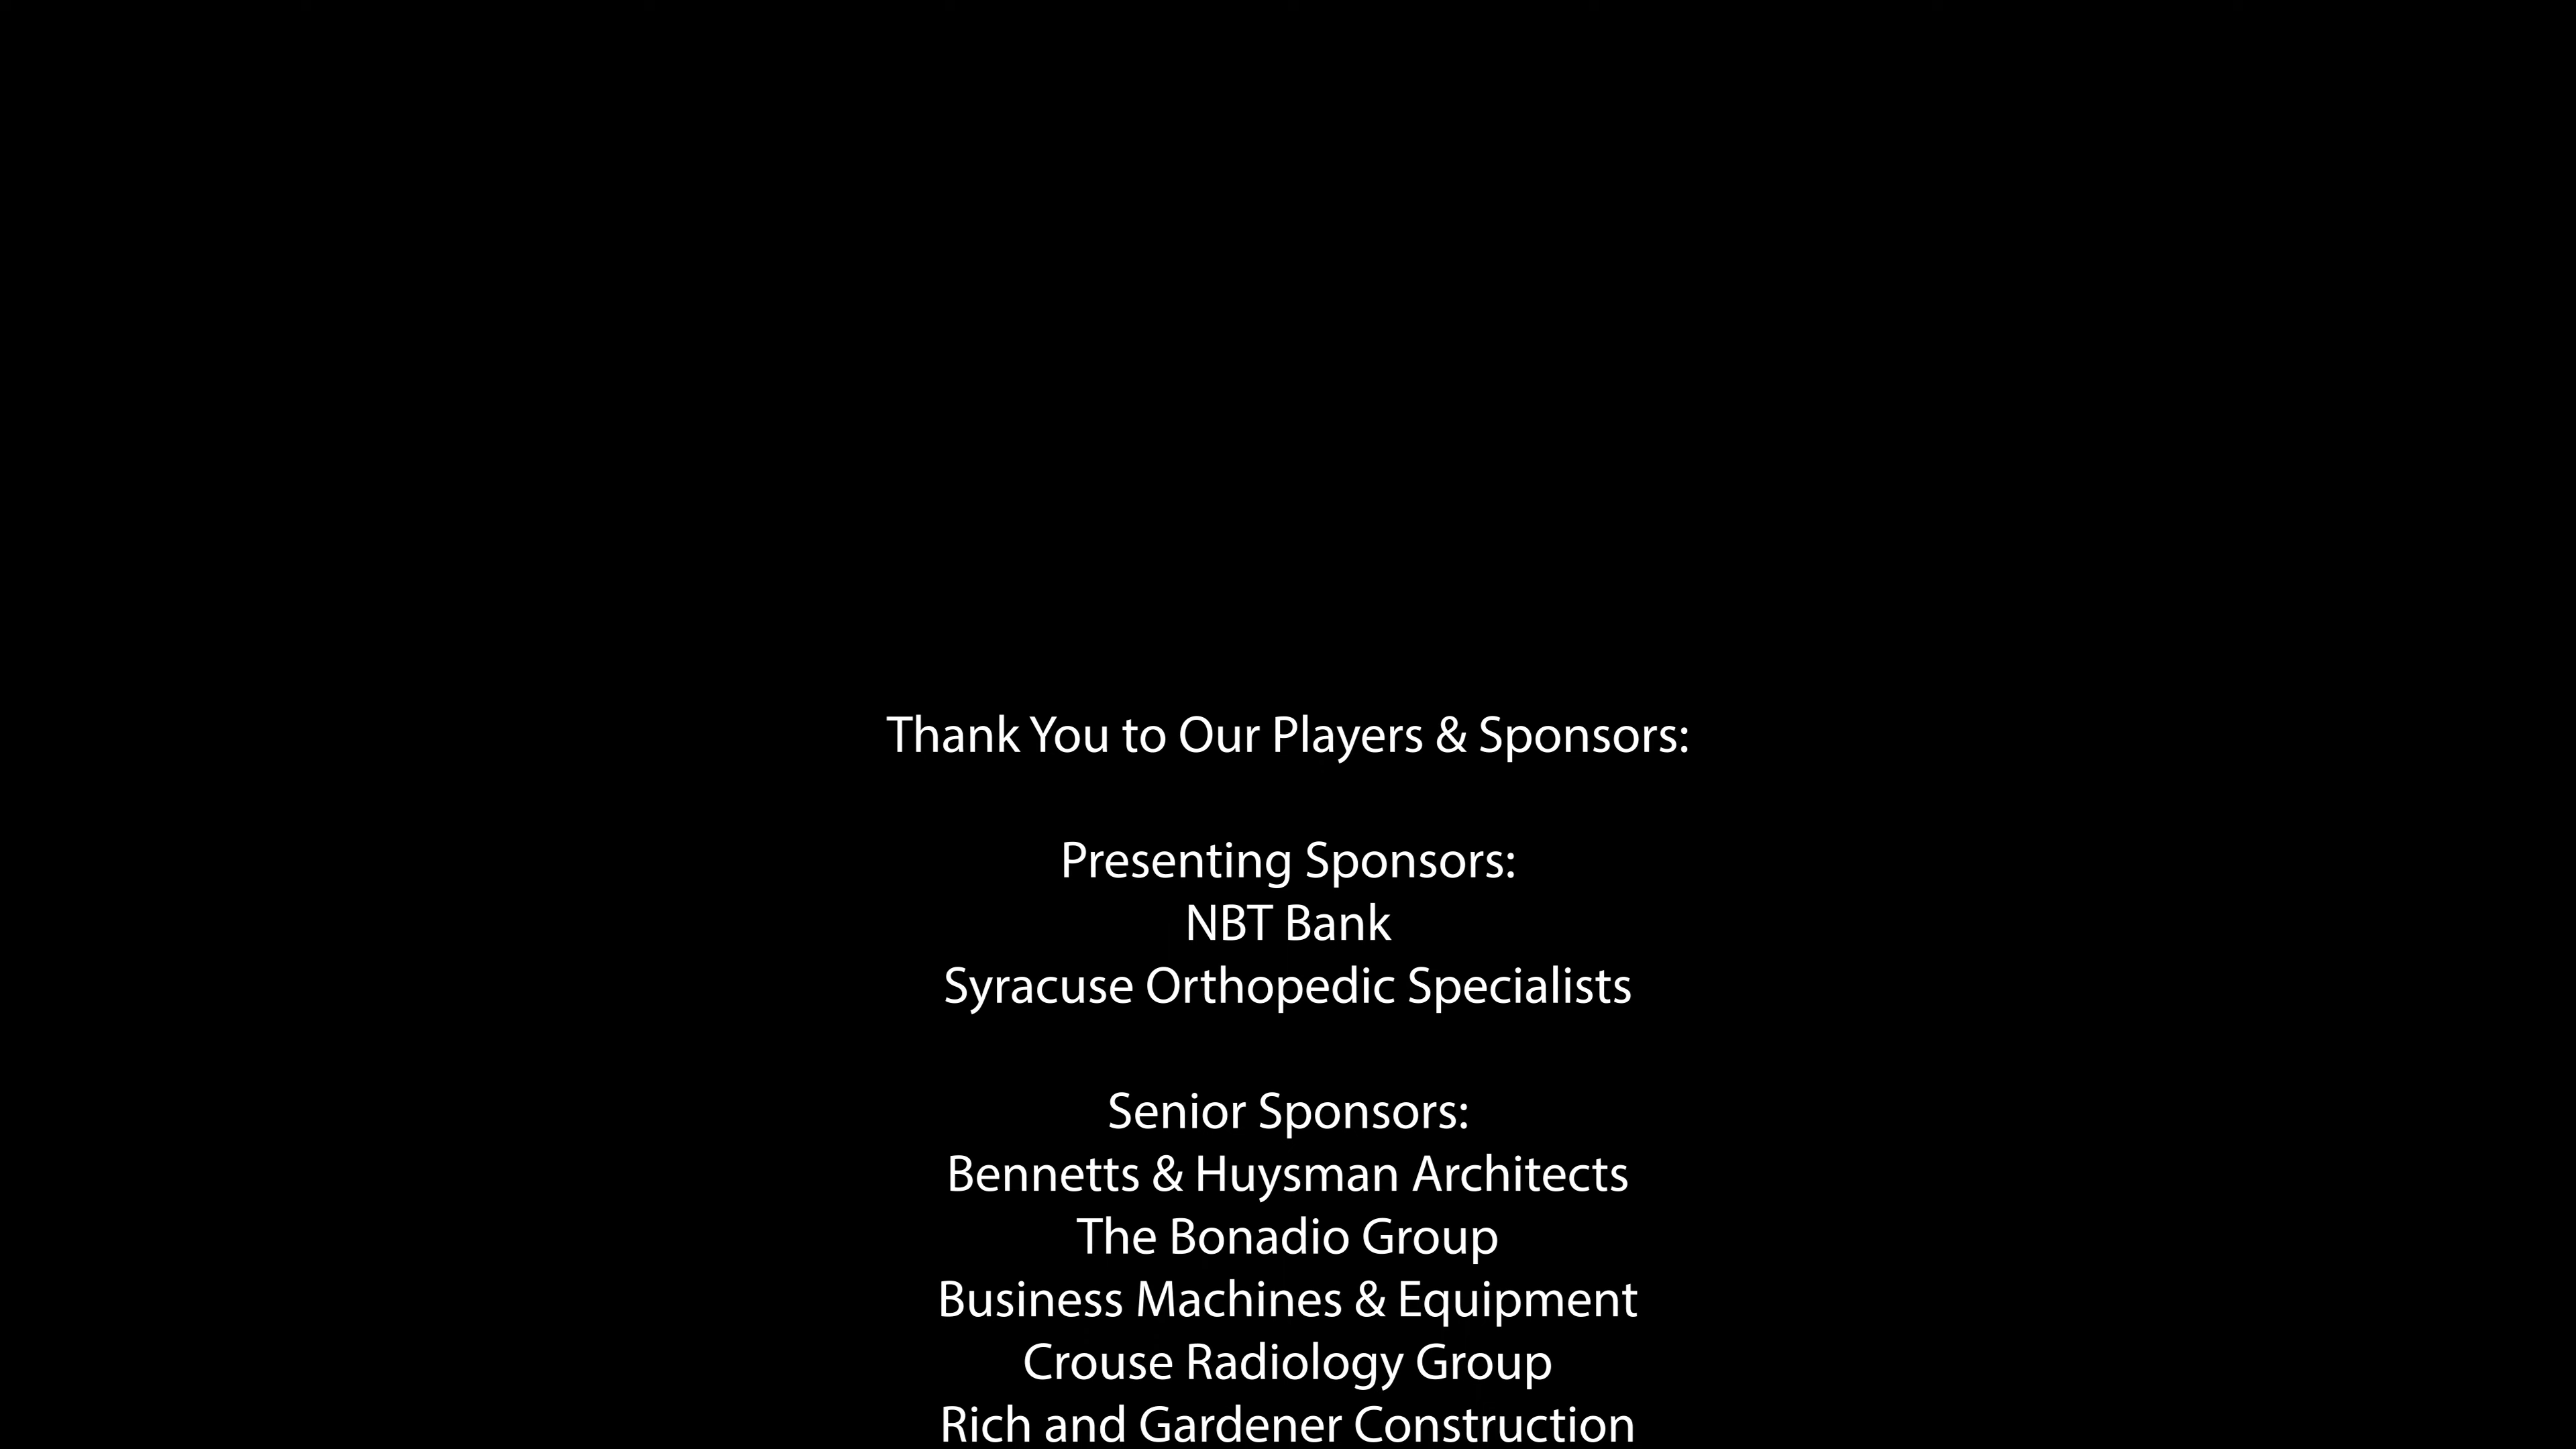 Thank You to Our Players & Sponsors:
Presenting Sponsors:
NBT Bank
Syracuse Orthopedic Specialists
Senior Sponsors:
Bennetts & Huysman Architects
The Bonadio Group
Business Machines & Equipment
Crouse Radiology Group
Rich and Gardener Construction